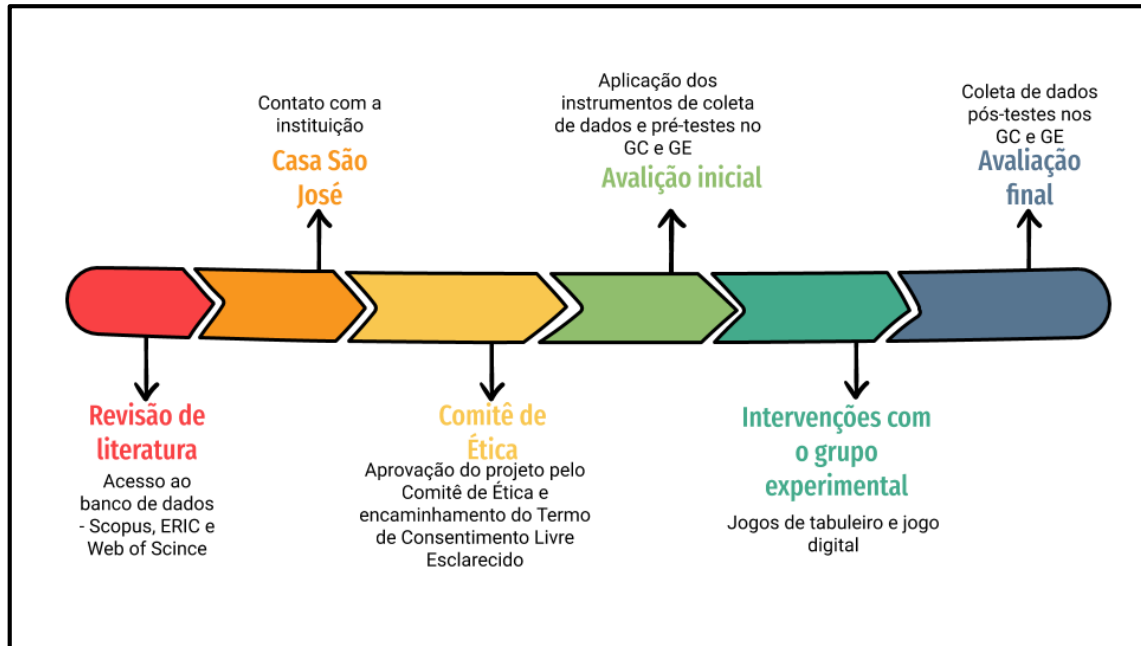 Contato com a
instituição
Casa São
José
Aplicação dos
instrumentos de coleta
de dados e pré-testes no
GC e GE
Avalição inicial
Coleta de dados
pós-testes nos
GC e GE
Avaliação
final
Revisão de
literatura
Acesso ao
banco de dados
- Scopus, ERIC e
Web of Scince
Comitê de
Ética
Aprovação do projeto pelo
Comitê de Ética e
encaminhamento do Termo
de Consentimento Livre
Esclarecido
Intervenções com
o grupo
experimental
Jogos de tabuleiro e jogo
digital